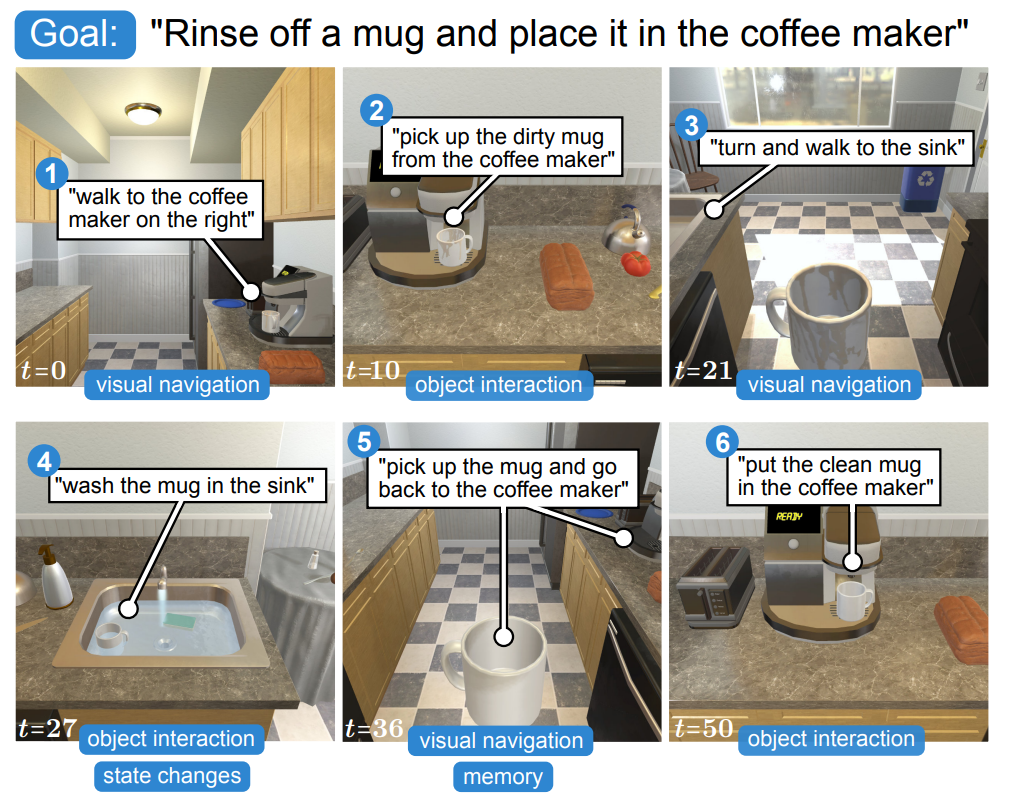 Goal: "Rinse off a mug and place it in the coffee maker"
1
"walk to the coffee
maker on the right"
t=0
visual navigation
2
"pick up the dirty mug
from the coffee maker"
t=10
object interaction
3
"turn and walk to the sink"
t=21
visual navigation
4
"wash the mug in the sink"
t=27
object interaction
state changes
5
"pick up the mug and go
back to the coffee maker"
t=36
visual navigation
memory
6
"put the clean mug
in the coffee maker"
READY
t=50
object interaction